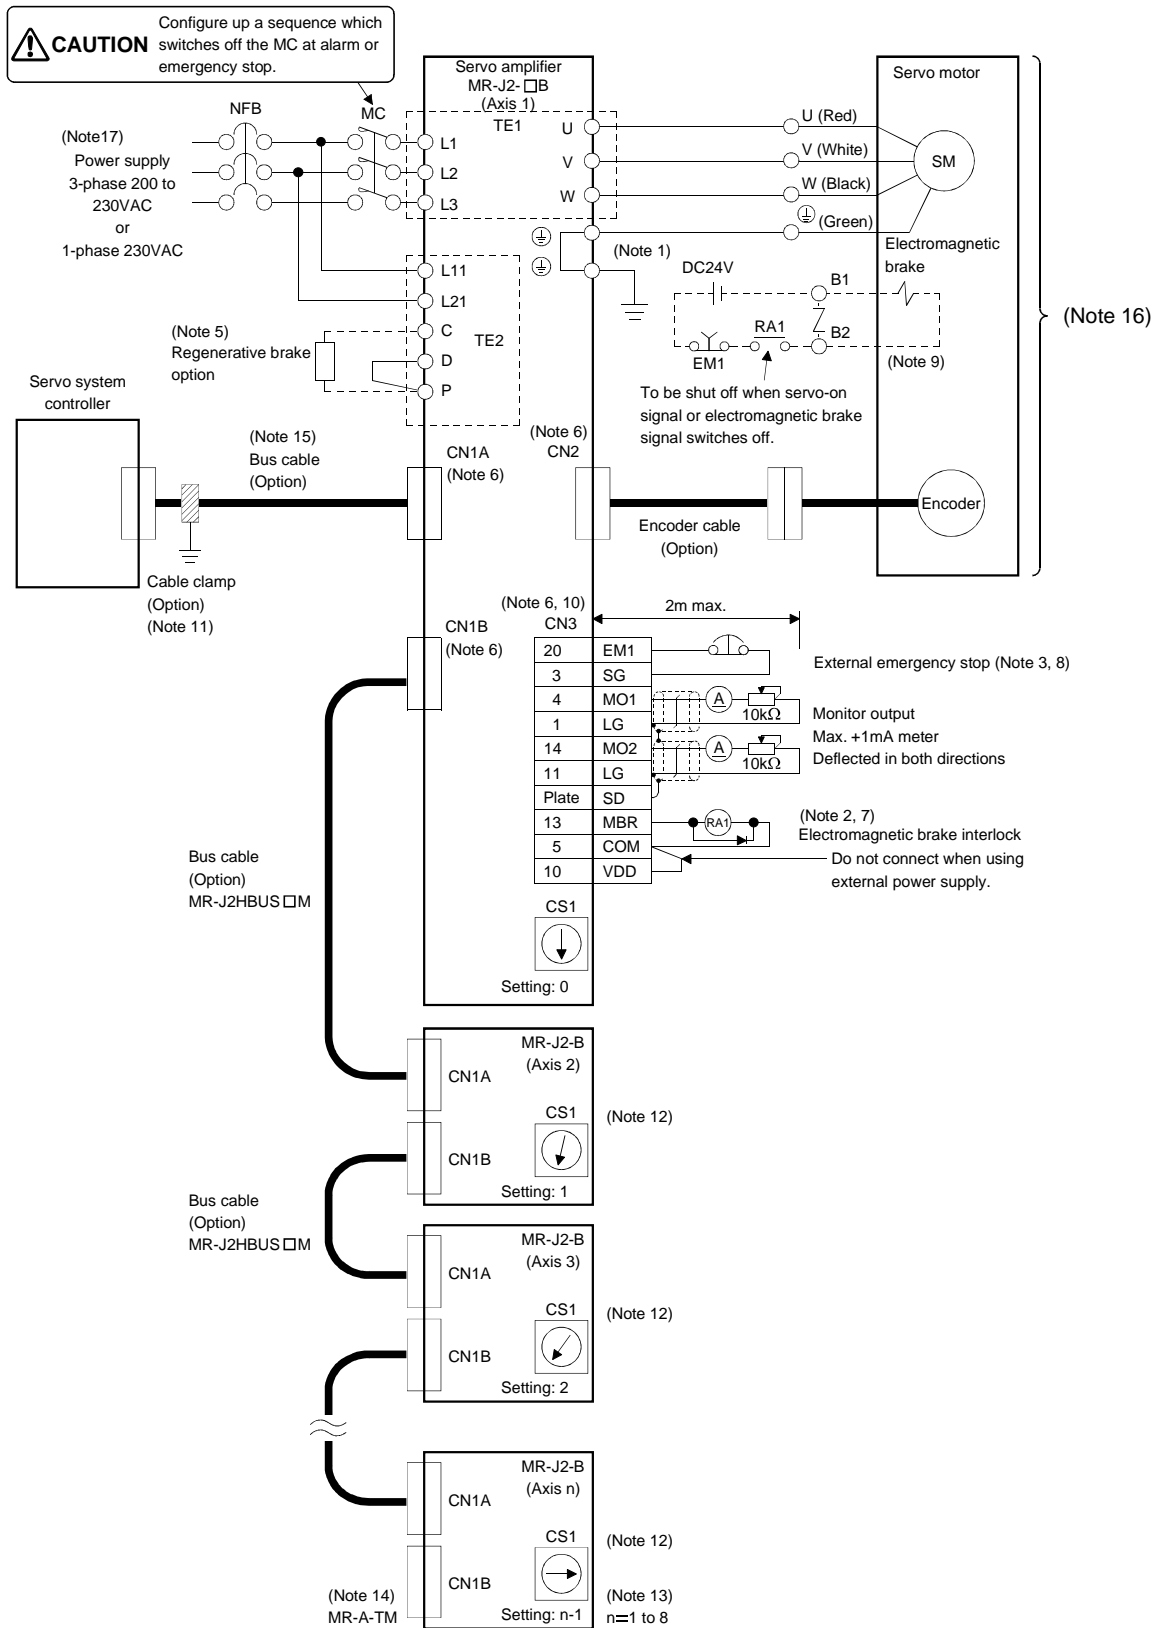 CAUTION
Configure up a sequence which
switches off the MC at alarm or
emergency stop.
Servo amplifier
MR-J2-□B
(Axis 1)
Servo motor
NFB
MC
TE1
(Note17)
Power supply
3-phase 200 to
230VAC
or
1-phase 230VAC
L1
L2
L3
U
V
W
U (Red)
V (White)
W (Black)
(Green)
SM
(Note 1)
Electromagnetic
brake
L11
L21
C
D
P
TE2
DC24V
B1
B2
EM1
RA1
(Note 9)
(Note 16)
To be shut off when servo-on
signal or electromagnetic brake
signal switches off.
(Note 5)
Regenerative brake
option
Servo system
controller
(Note 15)
Bus cable
(Option)
CN1A
(Note 6)
(Note 6)
CN2
Encoder cable
(Option)
Encoder
Cable clamp
(Option)
(Note 11)
CN1B
(Note 6)
(Note 6, 10)
CN3
2m max.
20 EM1
3 SG
4 MO1
1 LG
14 MO2
11 LG
Plate SD
13 MBR
5 COM
10 VDD
External emergency stop (Note 3, 8)
A
10kΩ
A
10kΩ
Monitor output
Max. +1mA meter
Deflected in both directions
RA1
(Note 2, 7)
Electromagnetic brake interlock
Do not connect when using
external power supply.
Bus cable
(Option)
MR-J2HBUS□M
CS1
Setting: 0
MR-J2-B
(Axis 2)
CN1A
CS1
CN1B
Setting: 1
(Note 12)
Bus cable
(Option)
MR-J2HBUS□M
MR-J2-B
(Axis 3)
CN1A
CS1
CN1B
Setting: 2
(Note 12)
MR-J2-B
(Axis n)
CN1A
CS1
CN1B
Setting: n-1
(Note 12)
(Note 14)
MR-A-TM
(Note 13)
n=1 to 8